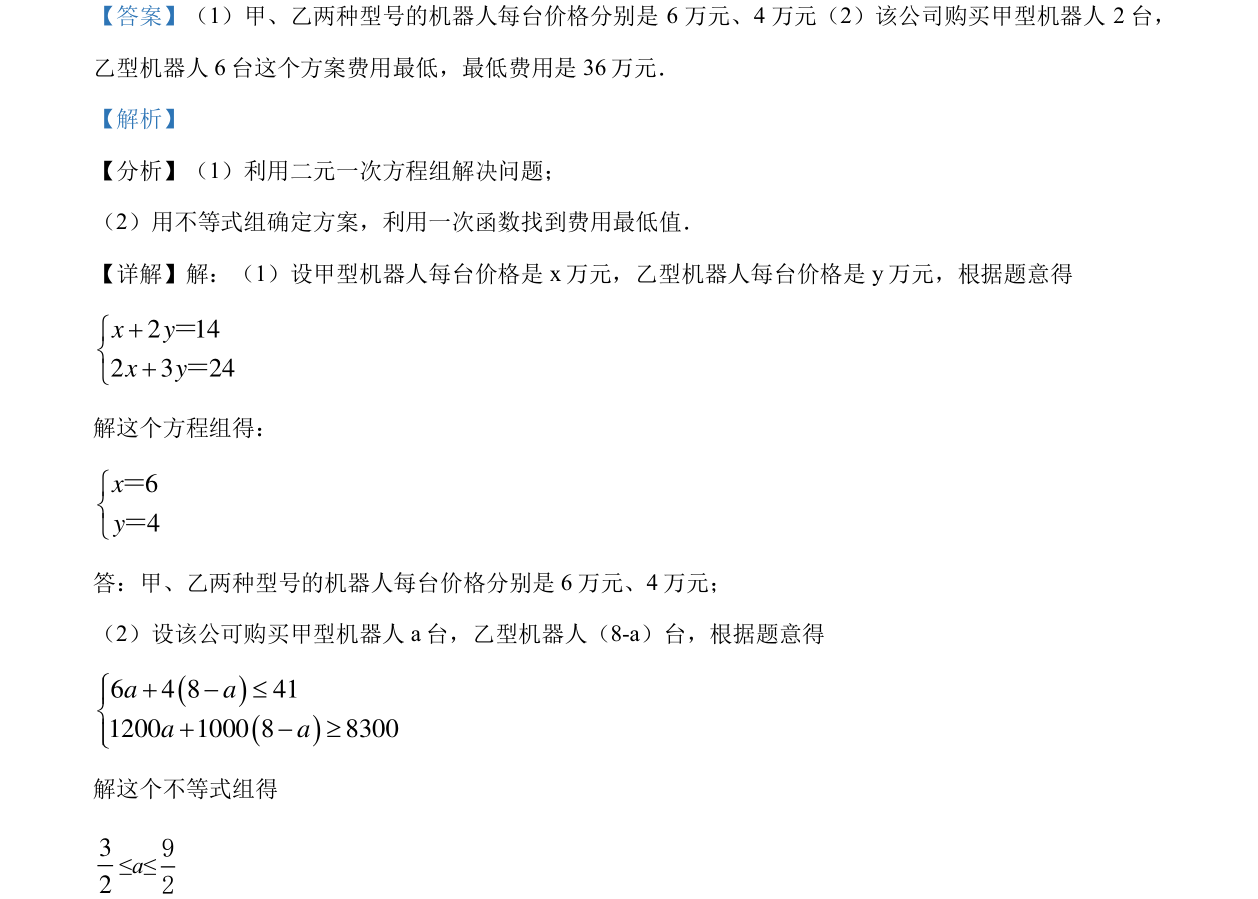 【答案】（1）甲、乙两种型号的机器人每台价格分别是 6 万元、4 万元（2）该公司购买甲型机器人 2 台，
乙型机器人 6 台这个方案费用最低，最低费用是 36 万元．
【解析】
【分析】（1）利用二元一次方程组解决问题；
（2）用不等式组确定方案，利用一次函数找到费用最低值．
【详解】解：（1）设甲型机器人每台价格是 x 万元，乙型机器人每台价格是 y 万元，根据题意得
{x+2y=14
2x+3y=24
解这个方程组得：
{x=6
y=4
答：甲、乙两种型号的机器人每台价格分别是 6 万元、4 万元；
（2）设该公可购买甲型机器人 a 台，乙型机器人（8-a）台，根据题意得
{6a+4(8−a)≤41
1200a+1000(8−a)≥8300
解这个不等式组得
3/2≤a≤9/2